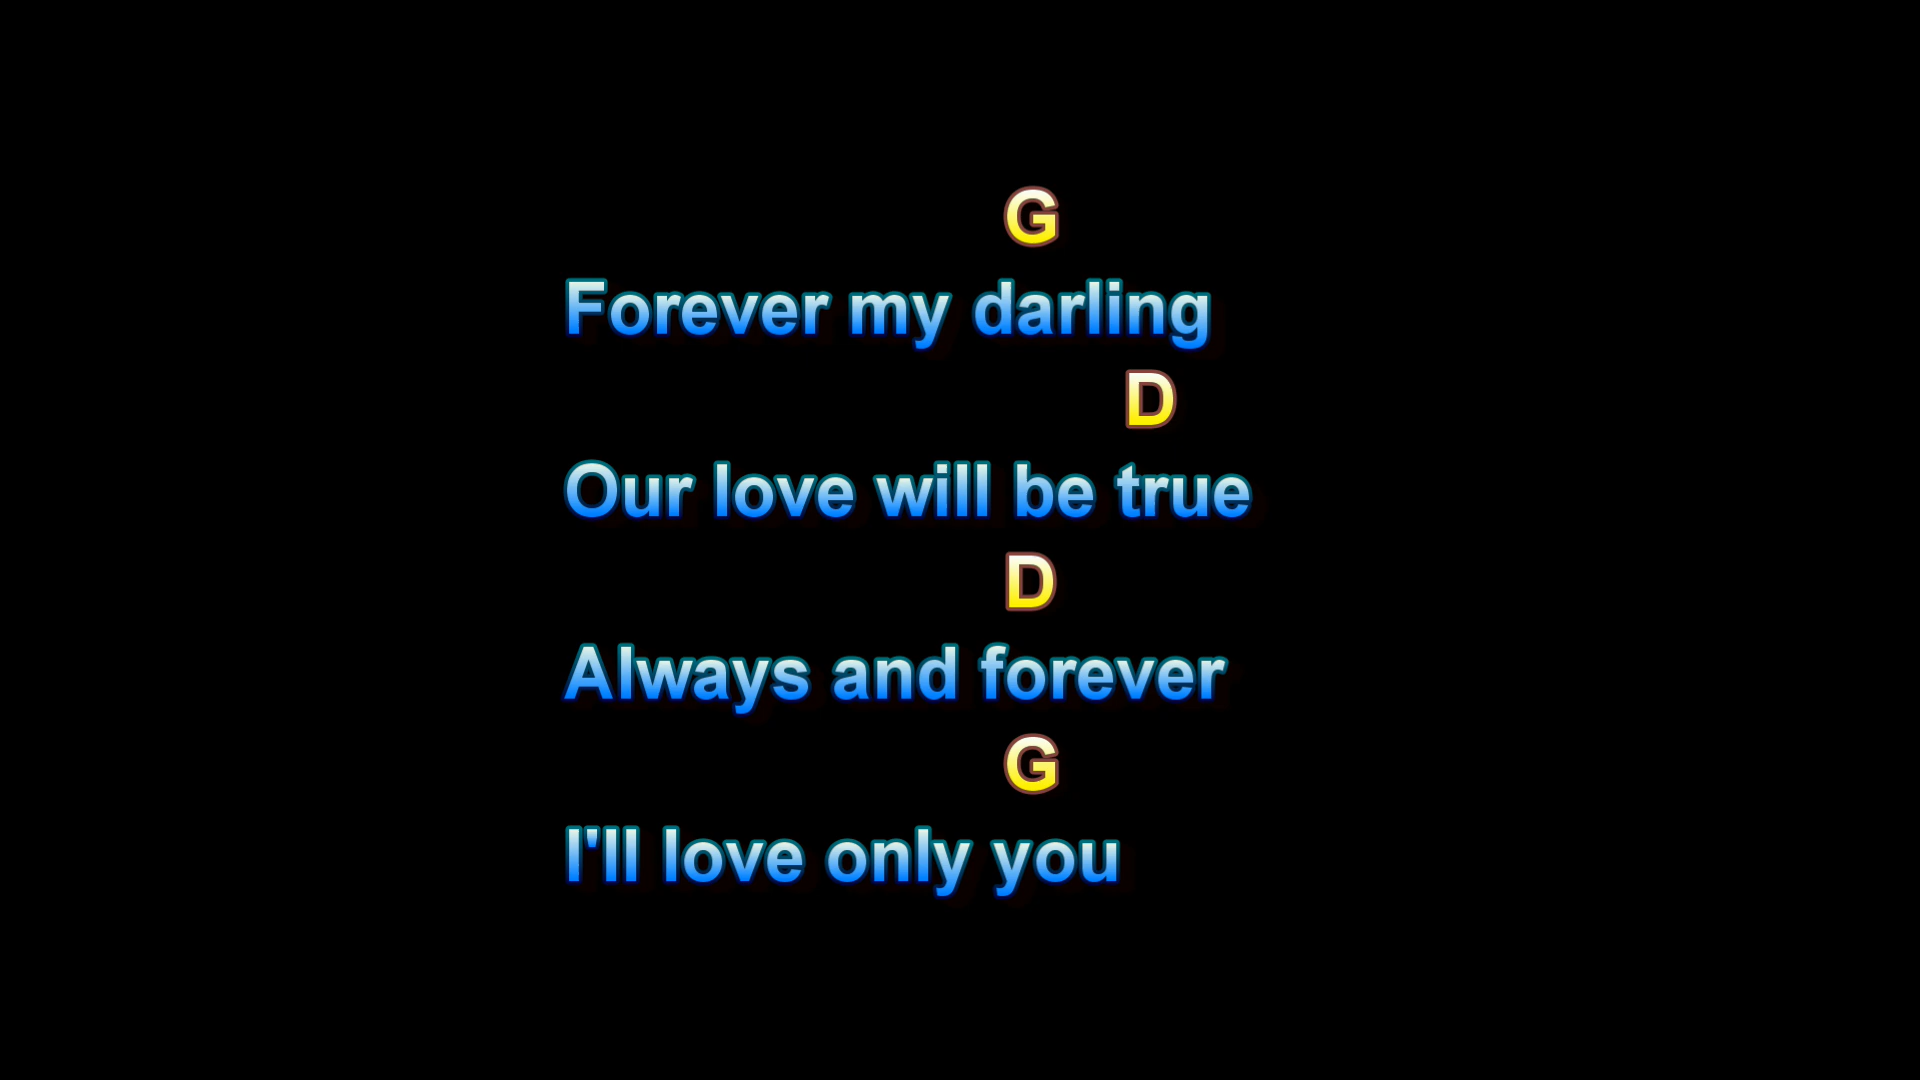 G
Forever my darling
D
Our love will be true
D
Always and forever
G
I'll love only you